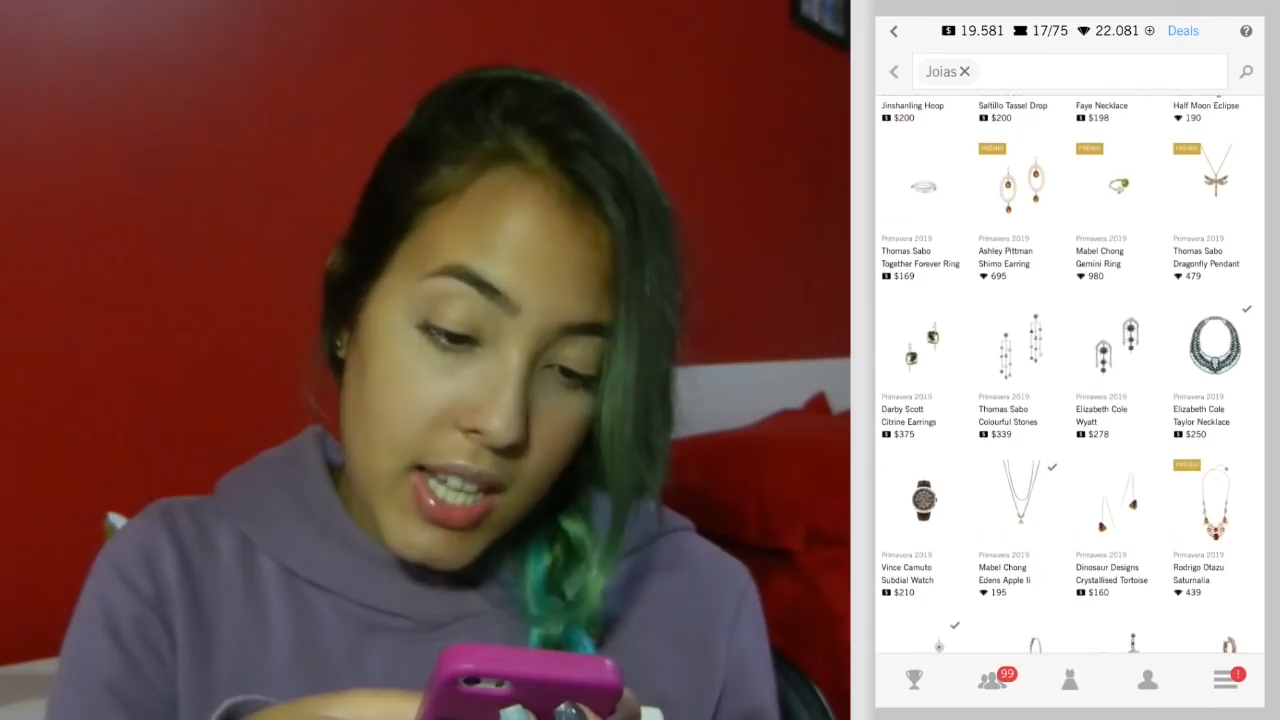 19.581 17/75 22.081 Deals ?
Joias ✕
Jinshanling Hoop Saltillo Tassel Drop Faye Necklace Half Moon Eclipse
$200 $200 $198 190
PRÊMIO PRÊMIO PRÊMIO
Primavera 2019 Primavera 2019 Primavera 2019 Primavera 2019
Thomas Sabo Ashley Pittman Mabel Chong Thomas Sabo
Together Forever Ring Shimo Earring Gemini Ring Dragonfly Pendant
$169 695 980 479
Primavera 2019 Primavera 2019 Primavera 2019 Primavera 2019
Darby Scott Thomas Sabo Elizabeth Cole Elizabeth Cole
Citrine Earrings Colourful Stones Wyatt Taylor Necklace
$375 $339 $278 $250
PRÊMIO
Primavera 2019 Primavera 2019 Primavera 2019 Primavera 2019
Vince Camuto Mabel Chong Dinosaur Designs Rodrigo Otazu
Subdial Watch Edens Apple Ii Crystallised Tortoise Saturnalia
$210 195 $160 439
99 !